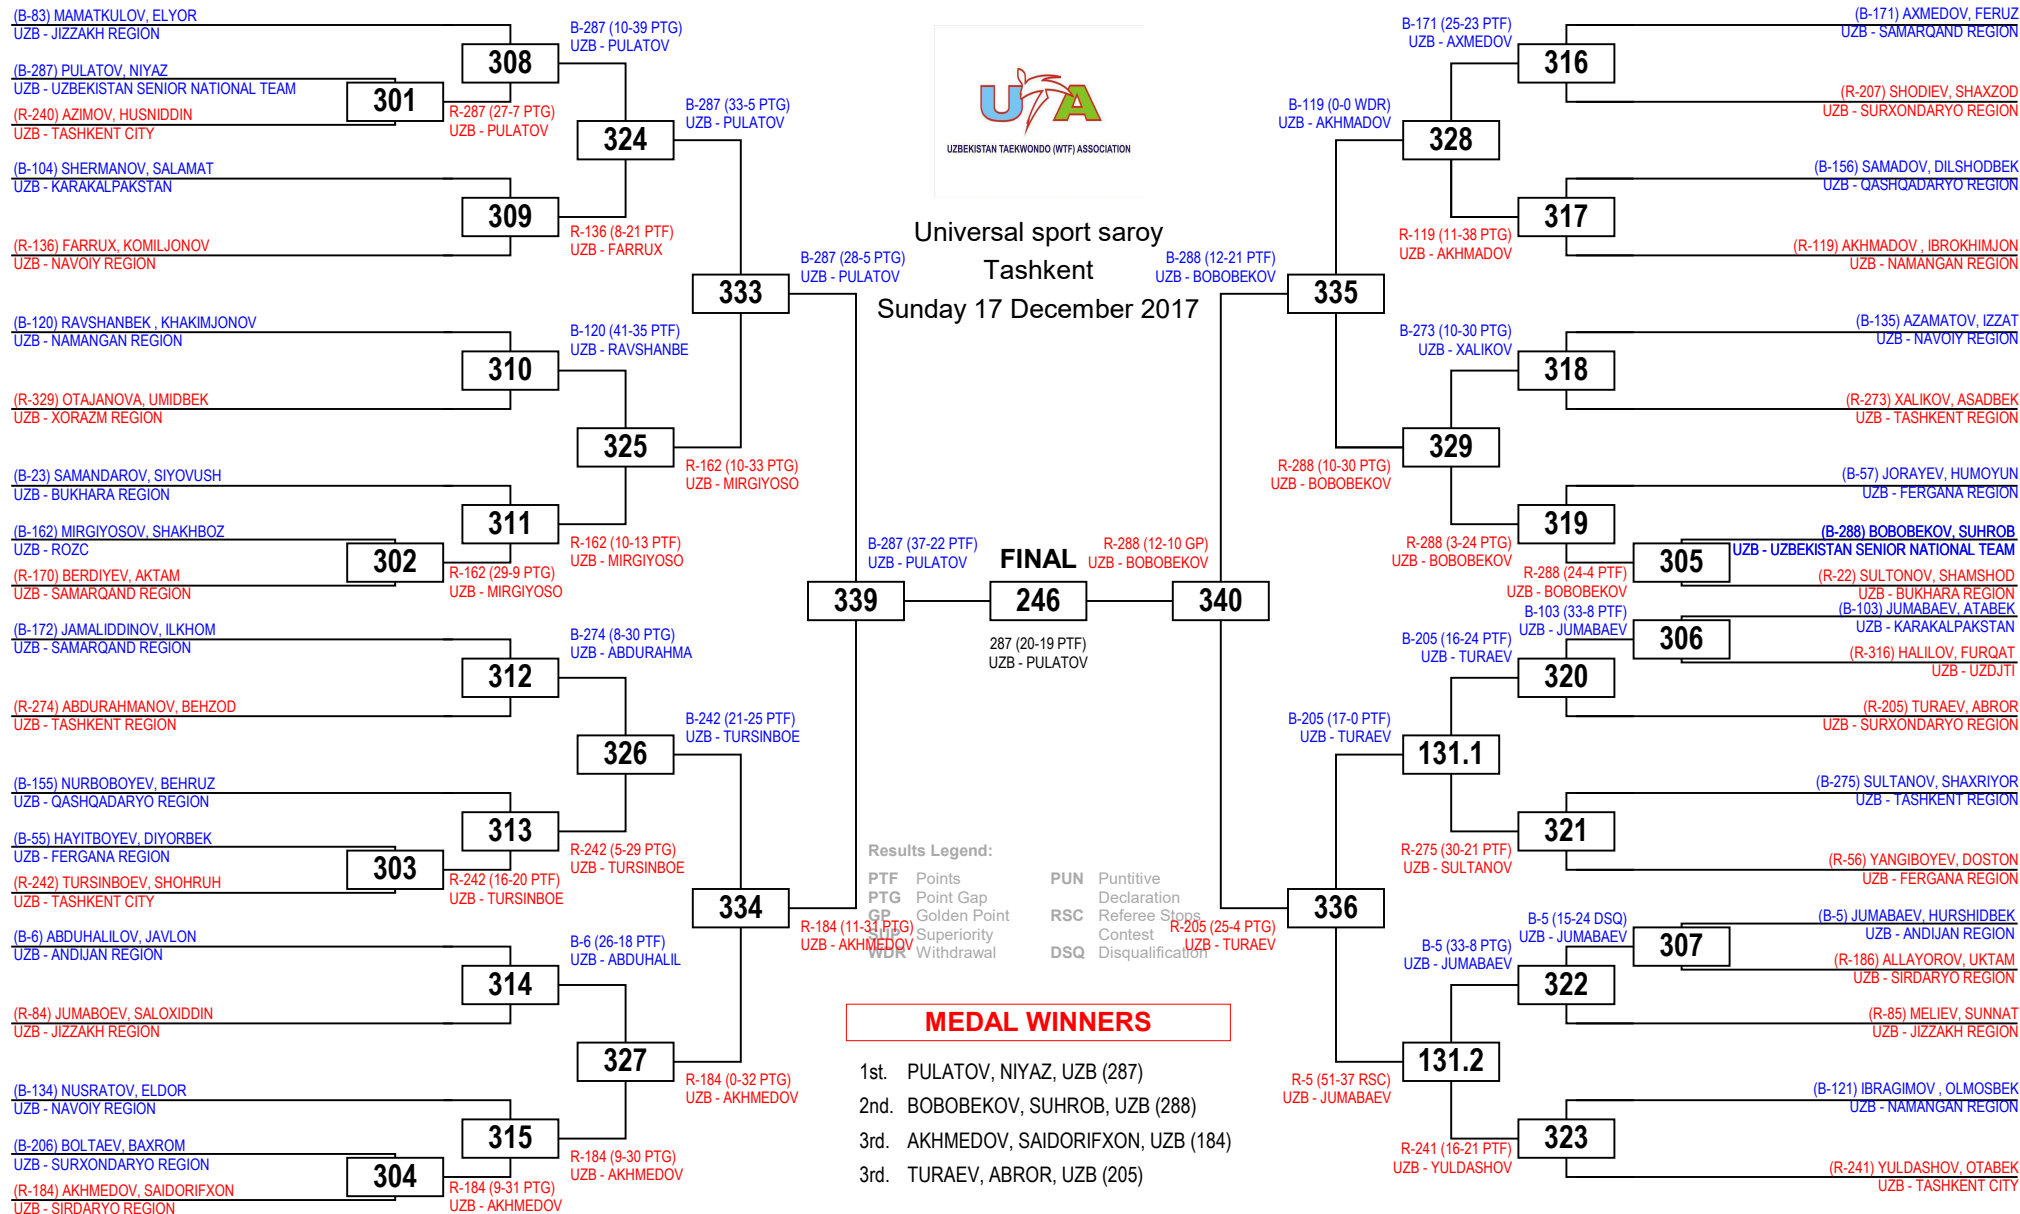 (B-83) MAMATKULOV, ELYOR
UZB - JIZZAKH REGION
(B-287) PULATOV, NIYAZ
UZB - UZBEKISTAN SENIOR NATIONAL TEAM
(R-240) AZIMOV, HUSNIDDIN
UZB - TASHKENT CITY
(B-104) SHERMANOV, SALAMAT
UZB - KARAKALPAKSTAN
(R-136) FARRUX, KOMILJONOV
UZB - NAVOIY REGION
(B-120) RAVSHANBEK , KHAKIMJONOV
UZB - NAMANGAN REGION
(R-329) OTAJANOVA, UMIDBEK
UZB - XORAZM REGION
(B-23) SAMANDAROV, SIYOVUSH
UZB - BUKHARA REGION
(B-162) MIRGIYOSOV, SHAKHBOZ
UZB - ROZC
(R-170) BERDIYEV, AKTAM
UZB - SAMARQAND REGION
(B-172) JAMALIDDINOV, ILKHOM
UZB - SAMARQAND REGION
(R-274) ABDURAHMANOV, BEHZOD
UZB - TASHKENT REGION
(B-155) NURBOBOYEV, BEHRUZ
UZB - QASHQADARYO REGION
(B-55) HAYITBOYEV, DIYORBEK
UZB - FERGANA REGION
(R-242) TURSINBOEV, SHOHRUH
UZB - TASHKENT CITY
(B-6) ABDUHALILOV, JAVLON
UZB - ANDIJAN REGION
(R-84) JUMABOEV, SALOXIDDIN
UZB - JIZZAKH REGION
(B-134) NUSRATOV, ELDOR
UZB - NAVOIY REGION
(B-206) BOLTAEV, BAXROM
UZB - SURXONDARYO REGION
(R-184) AKHMEDOV, SAIDORIFXON
UZB - SIRDARYO REGION
301
R-287 (27-7 PTG)
UZB - PULATOV
302
R-162 (29-9 PTG)
UZB - MIRGIYOSO
303
R-242 (16-20 PTF)
UZB - TURSINBOE
304
R-184 (9-31 PTG)
UZB - AKHMEDOV
308
B-287 (10-39 PTG)
UZB - PULATOV
309
R-136 (8-21 PTF)
UZB - FARRUX
310
B-120 (41-35 PTF)
UZB - RAVSHANBE
311
R-162 (10-13 PTF)
UZB - MIRGIYOSO
312
B-274 (8-30 PTG)
UZB - ABDURAHMA
313
R-242 (5-29 PTG)
UZB - TURSINBOE
314
B-6 (26-18 PTF)
UZB - ABDUHALIL
315
R-184 (9-30 PTG)
UZB - AKHMEDOV
324
B-287 (33-5 PTG)
UZB - PULATOV
325
R-162 (10-33 PTG)
UZB - MIRGIYOSO
326
B-242 (21-25 PTF)
UZB - TURSINBOE
327
R-184 (0-32 PTG)
UZB - AKHMEDOV
333
B-287 (28-5 PTG)
UZB - PULATOV
334
R-184 (11-31 PTG)
UZB - AKHMEDOV
339
B-287 (37-22 PTF)
UZB - PULATOV
UTA
UZBEKISTAN TAEKWONDO (WTF) ASSOCIATION
Universal sport saroy
Tashkent
Sunday 17 December 2017
FINAL
246
287 (20-19 PTF)
UZB - PULATOV
Results Legend:
PTF Points
PTG Point Gap
GP Golden Point
SUP Superiority
WDR Withdrawal
PUN Puntitive
Declaration
RSC Referee Stops
Contest
DSQ Disqualification
MEDAL WINNERS
1st. PULATOV, NIYAZ, UZB (287)
2nd. BOBOBEKOV, SUHROB, UZB (288)
3rd. AKHMEDOV, SAIDORIFXON, UZB (184)
3rd. TURAEV, ABROR, UZB (205)
R-288 (12-10 GP)
UZB - BOBOBEKOV
340
B-288 (12-21 PTF)
UZB - BOBOBEKOV
335
R-205 (25-4 PTG)
UZB - TURAEV
336
B-119 (0-0 WDR)
UZB - AKHMADOV
328
R-288 (10-30 PTG)
UZB - BOBOBEKOV
329
B-205 (17-0 PTF)
UZB - TURAEV
131.1
R-5 (51-37 RSC)
UZB - JUMABAEV
131.2
B-171 (25-23 PTF)
UZB - AXMEDOV
316
R-119 (11-38 PTG)
UZB - AKHMADOV
317
B-273 (10-30 PTG)
UZB - XALIKOV
318
R-288 (3-24 PTG)
UZB - BOBOBEKOV
319
B-205 (16-24 PTF)
UZB - TURAEV
320
R-275 (30-21 PTF)
UZB - SULTANOV
321
B-5 (33-8 PTG)
UZB - JUMABAEV
322
R-241 (16-21 PTF)
UZB - YULDASHOV
323
R-288 (24-4 PTF)
UZB - BOBOBEKOV
305
B-103 (33-8 PTF)
UZB - JUMABAEV
306
B-5 (15-24 DSQ)
UZB - JUMABAEV
307
(B-171) AXMEDOV, FERUZ
UZB - SAMARQAND REGION
(R-207) SHODIEV, SHAXZOD
UZB - SURXONDARYO REGION
(B-156) SAMADOV, DILSHODBEK
UZB - QASHQADARYO REGION
(R-119) AKHMADOV , IBROKHIMJON
UZB - NAMANGAN REGION
(B-135) AZAMATOV, IZZAT
UZB - NAVOIY REGION
(R-273) XALIKOV, ASADBEK
UZB - TASHKENT REGION
(B-57) JORAYEV, HUMOYUN
UZB - FERGANA REGION
(B-288) BOBOBEKOV, SUHROB
UZB - UZBEKISTAN SENIOR NATIONAL TEAM
(R-22) SULTONOV, SHAMSHOD
UZB - BUKHARA REGION
(B-103) JUMABAEV, ATABEK
UZB - KARAKALPAKSTAN
(R-316) HALILOV, FURQAT
UZB - UZDJTI
(R-205) TURAEV, ABROR
UZB - SURXONDARYO REGION
(B-275) SULTANOV, SHAXRIYOR
UZB - TASHKENT REGION
(R-56) YANGIBOYEV, DOSTON
UZB - FERGANA REGION
(B-5) JUMABAEV, HURSHIDBEK
UZB - ANDIJAN REGION
(R-186) ALLAYOROV, UKTAM
UZB - SIRDARYO REGION
(R-85) MELIEV, SUNNAT
UZB - JIZZAKH REGION
(B-121) IBRAGIMOV , OLMOSBEK
UZB - NAMANGAN REGION
(R-241) YULDASHOV, OTABEK
UZB - TASHKENT CITY